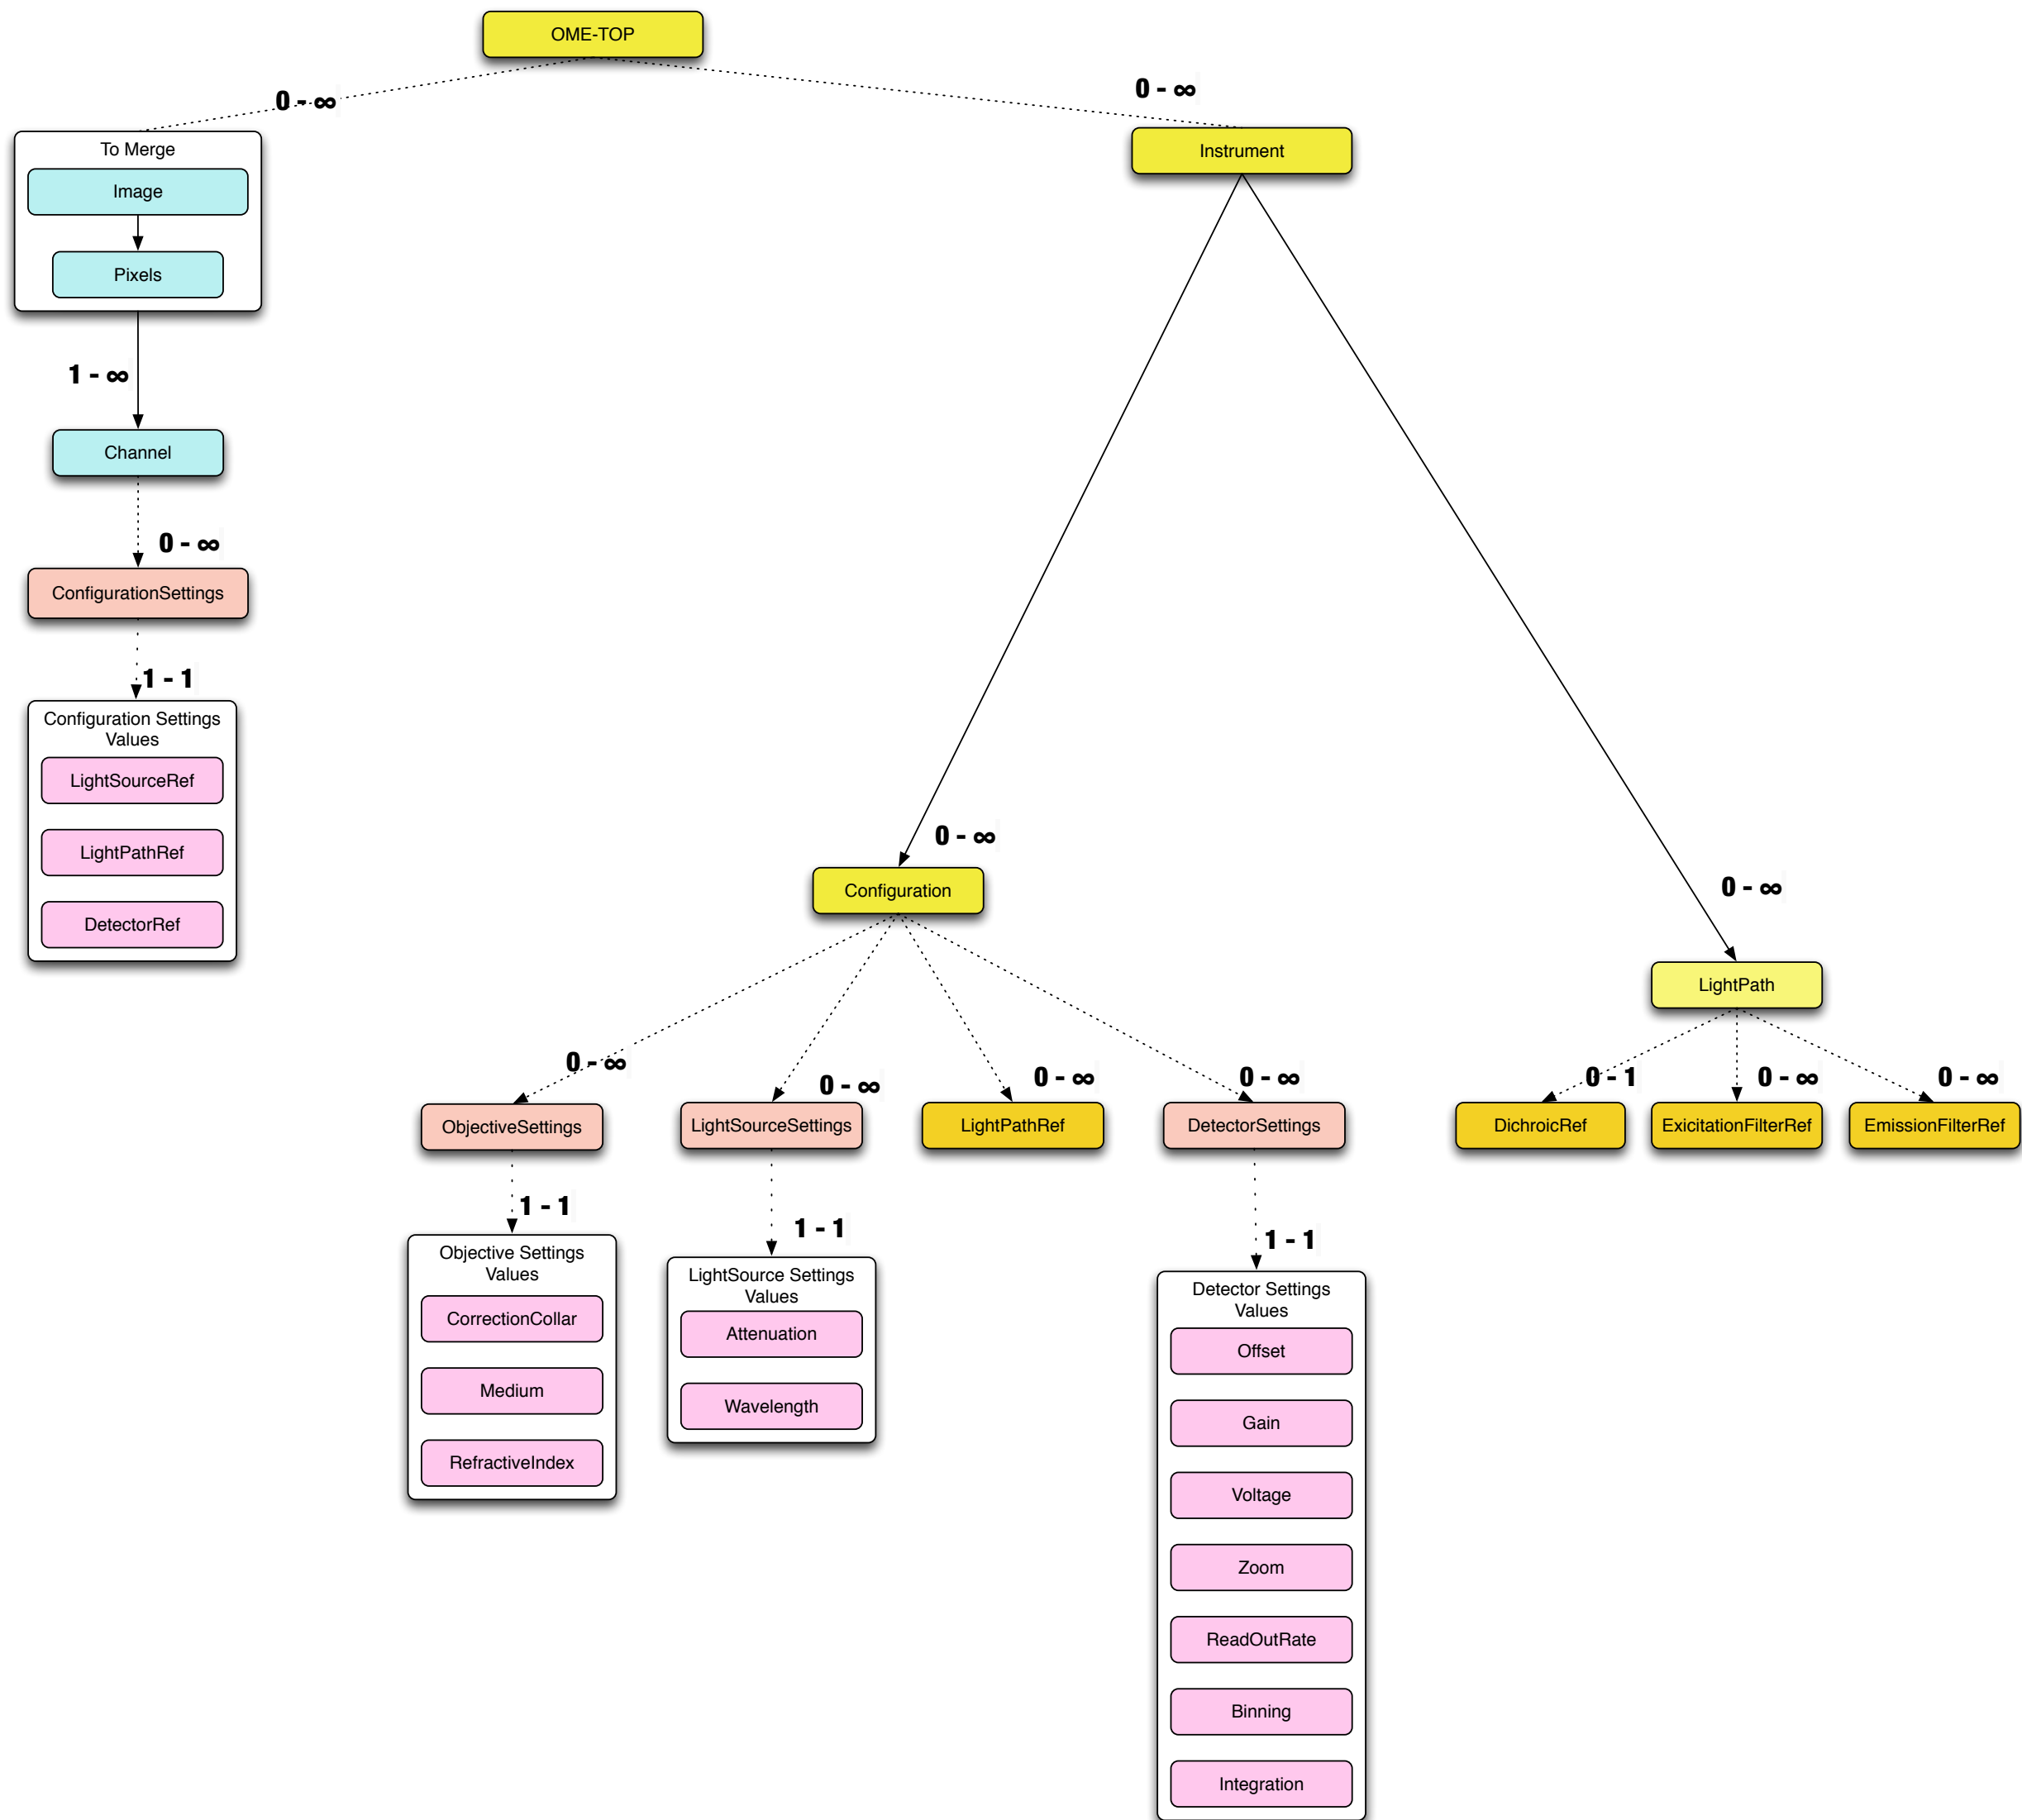 OME-TOP
0 - ∞
0 - ∞
To Merge
Image
Pixels
Instrument
1 - ∞
Channel
0 - ∞
ConfigurationSettings
1 - 1
Configuration Settings
Values
LightSourceRef
LightPathRef
DetectorRef
0 - ∞
Configuration
0 - ∞
LightPath
0 - ∞
0 - ∞
0 - ∞
0 - ∞
0 - 1
0 - ∞
0 - ∞
ObjectiveSettings
LightSourceSettings
LightPathRef
DetectorSettings
DichroicRef
ExicitationFilterRef
EmissionFilterRef
1 - 1
1 - 1
1 - 1
Objective Settings
Values
CorrectionCollar
Medium
RefractiveIndex
LightSource Settings
Values
Attenuation
Wavelength
Detector Settings
Values
Offset
Gain
Voltage
Zoom
ReadOutRate
Binning
Integration